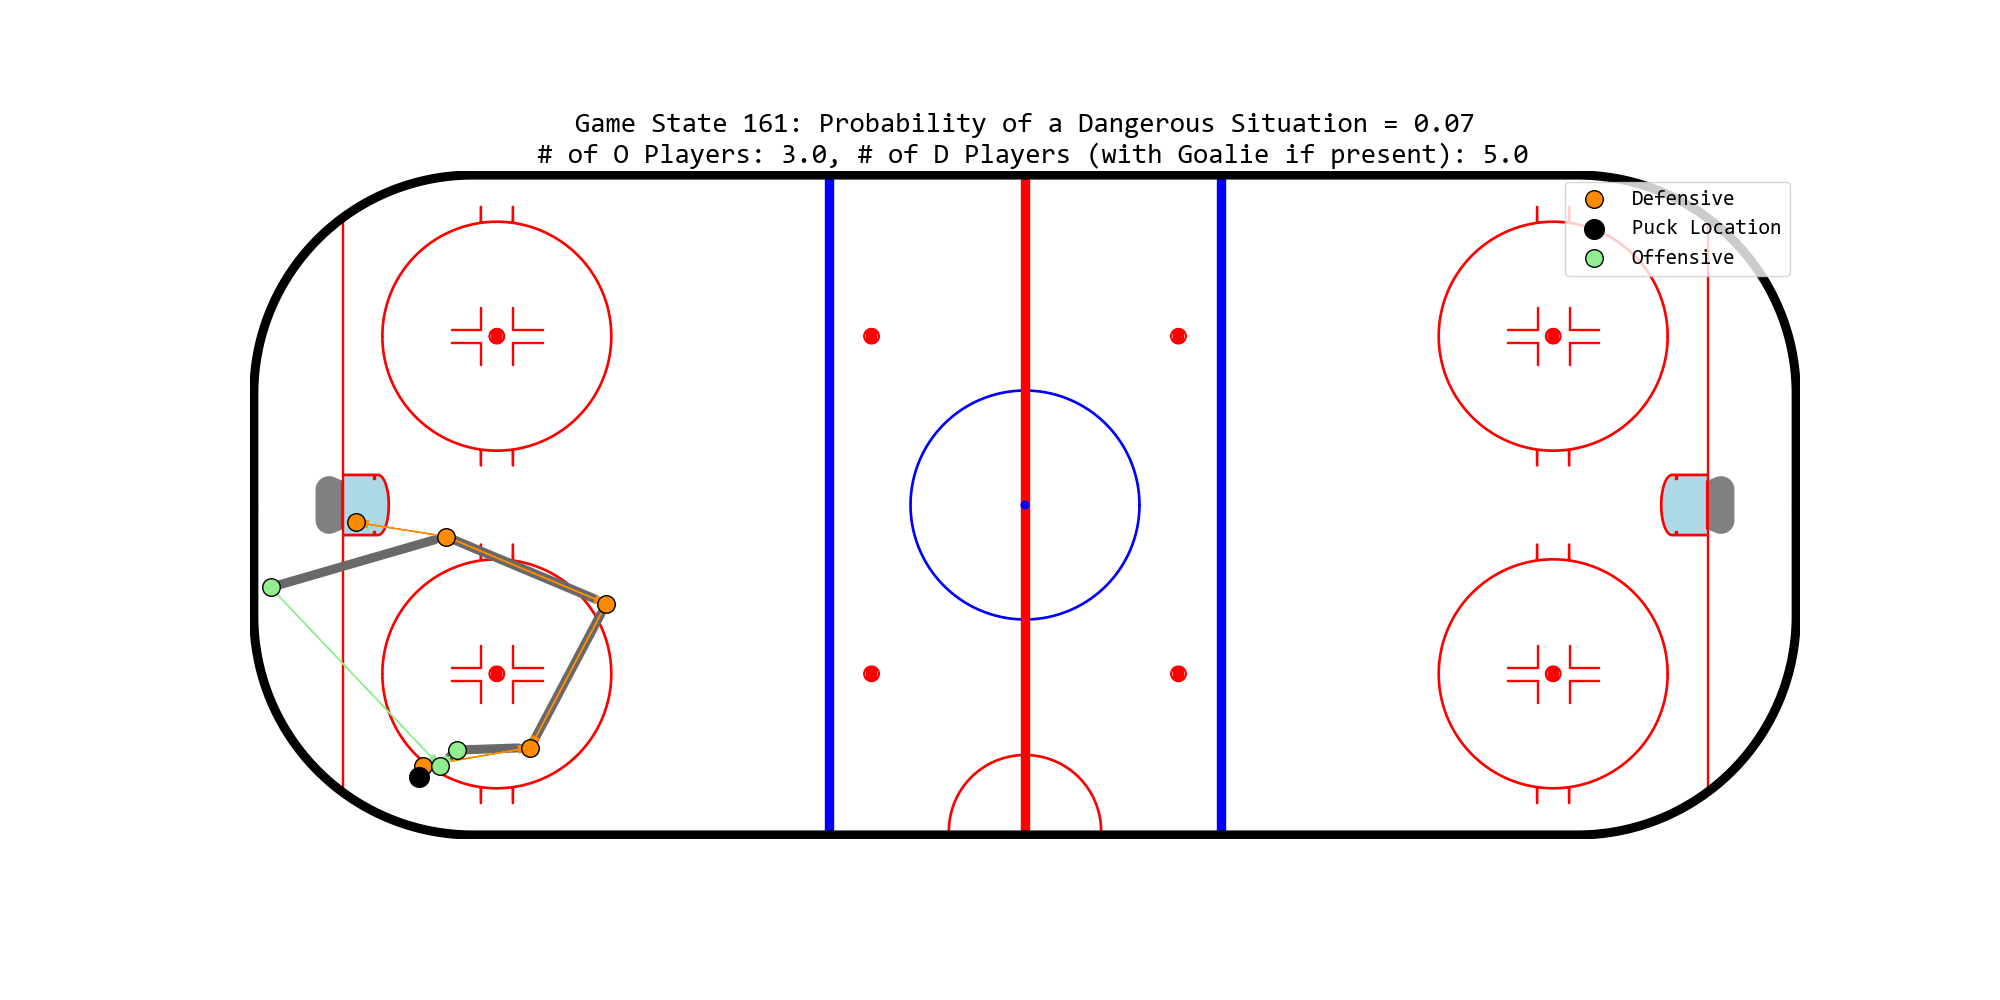 Game State 161: Probability of a Dangerous Situation = 0.07
# of O Players: 3.0, # of D Players (with Goalie if present): 5.0
Defensive
Puck Location
Offensive